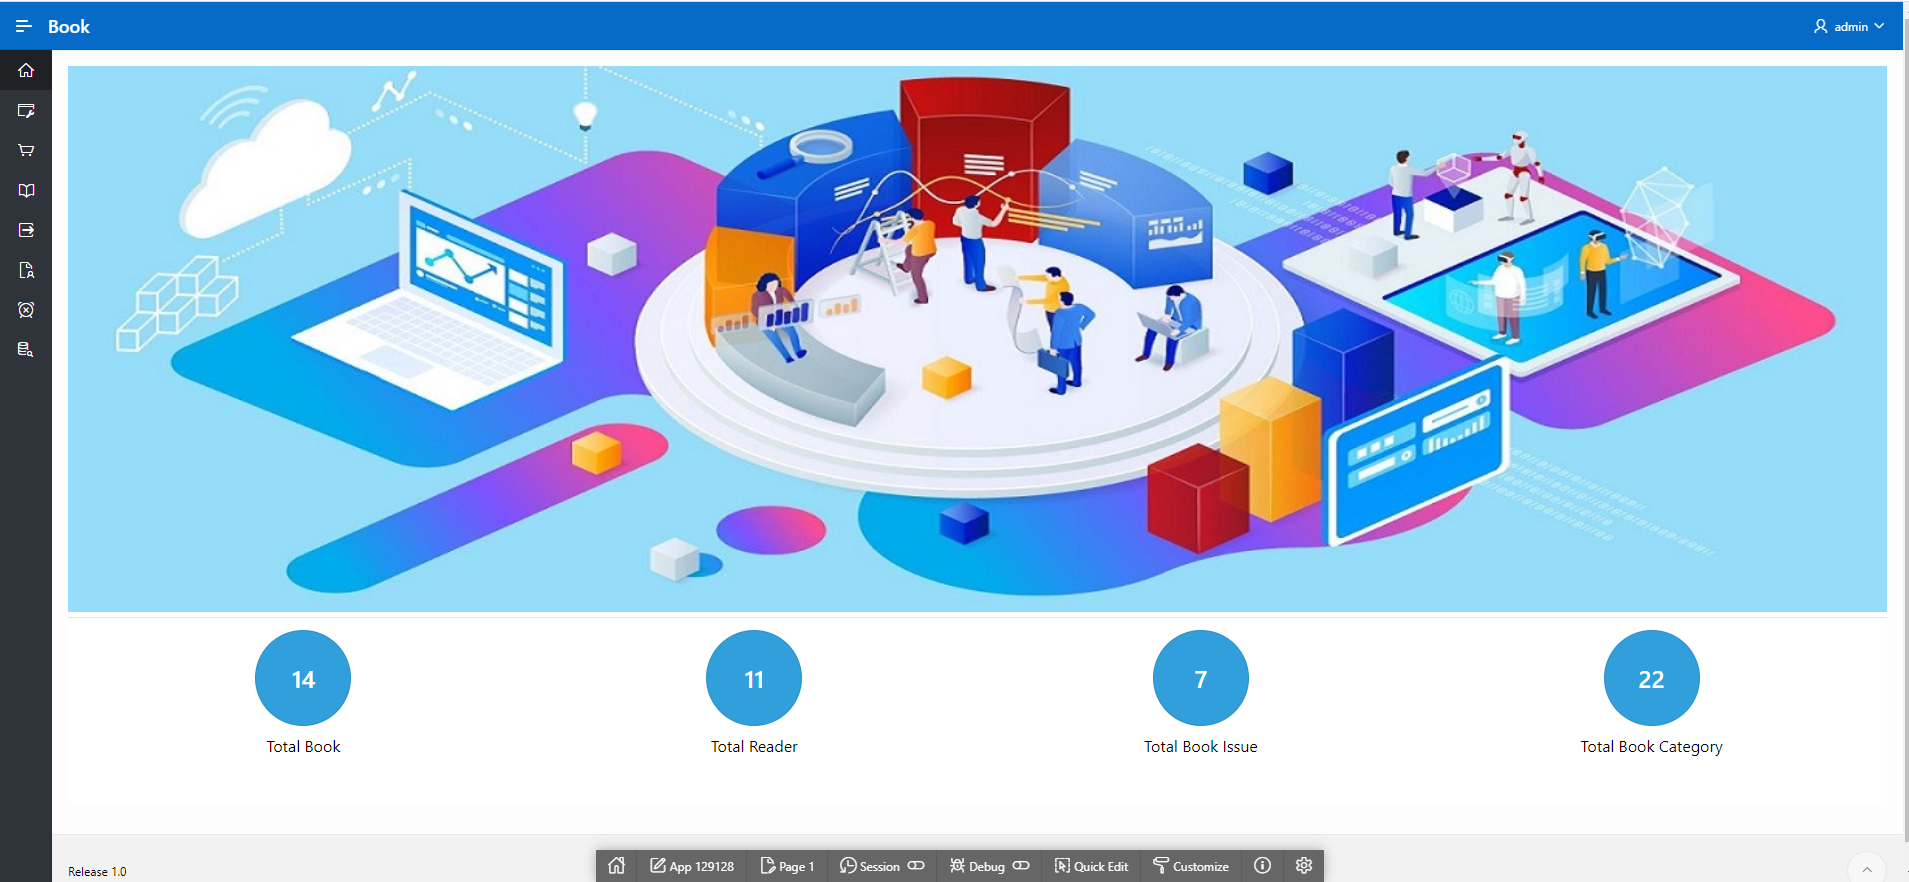 Book
admin
14
11
7
22
Total Book
Total Reader
Total Book Issue
Total Book Category
Release 1.0
App 129128
Page 1
Session
Debug
Quick Edit
Customize